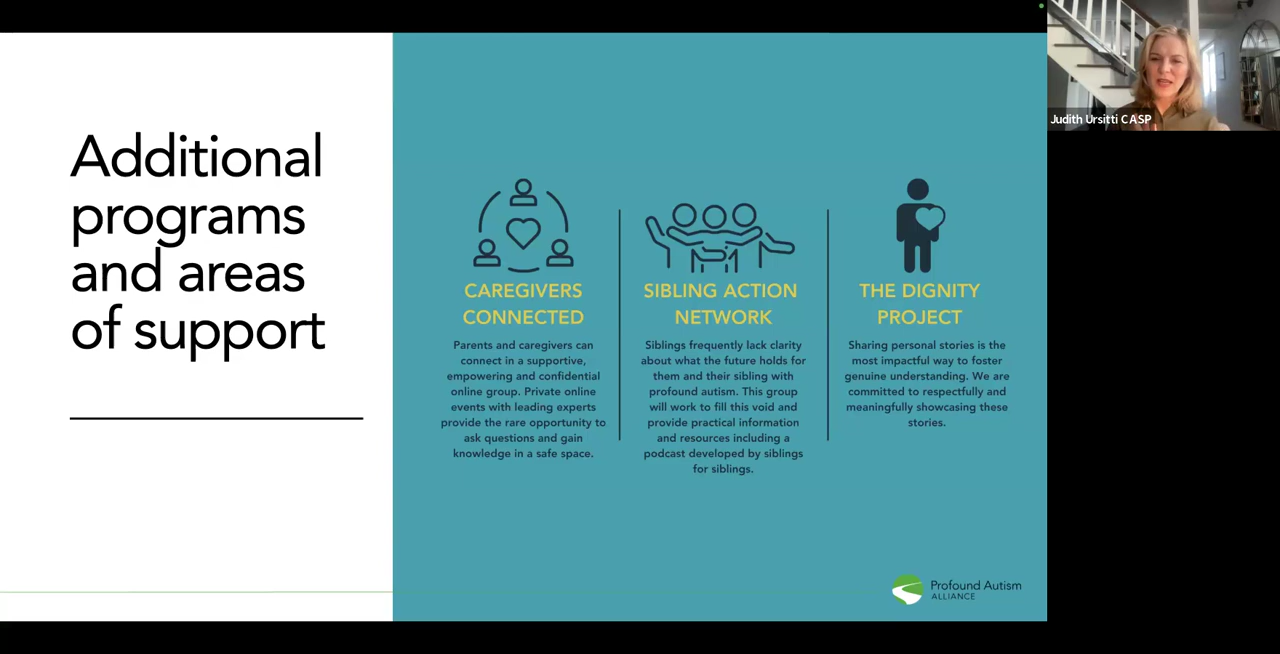 Additional
programs
and areas
of support
CAREGIVERS
CONNECTED
Parents and caregivers can
connect in a supportive,
empowering and confidential
online group. Private online
events with leading experts
provide the rare opportunity to
ask questions and gain
knowledge in a safe space.
SIBLING ACTION
NETWORK
Siblings frequently lack clarity
about what the future holds for
them and their sibling with
profound autism. This group
will work to fill this void and
provide practical information
and resources including a
podcast developed by siblings
for siblings.
THE DIGNITY
PROJECT
Sharing personal stories is the
most impactful way to foster
genuine understanding. We are
committed to respectfully and
meaningfully showcasing these
stories.
Profound Autism
ALLIANCE
Judith Ursitti CASP